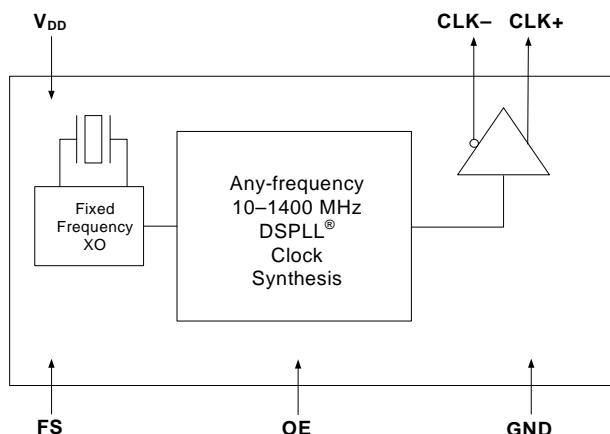 VDD
CLK– CLK+
Fixed
Frequency
XO
Any-frequency
10–1400 MHz
DSPLL®
Clock
Synthesis
FS
OE
GND